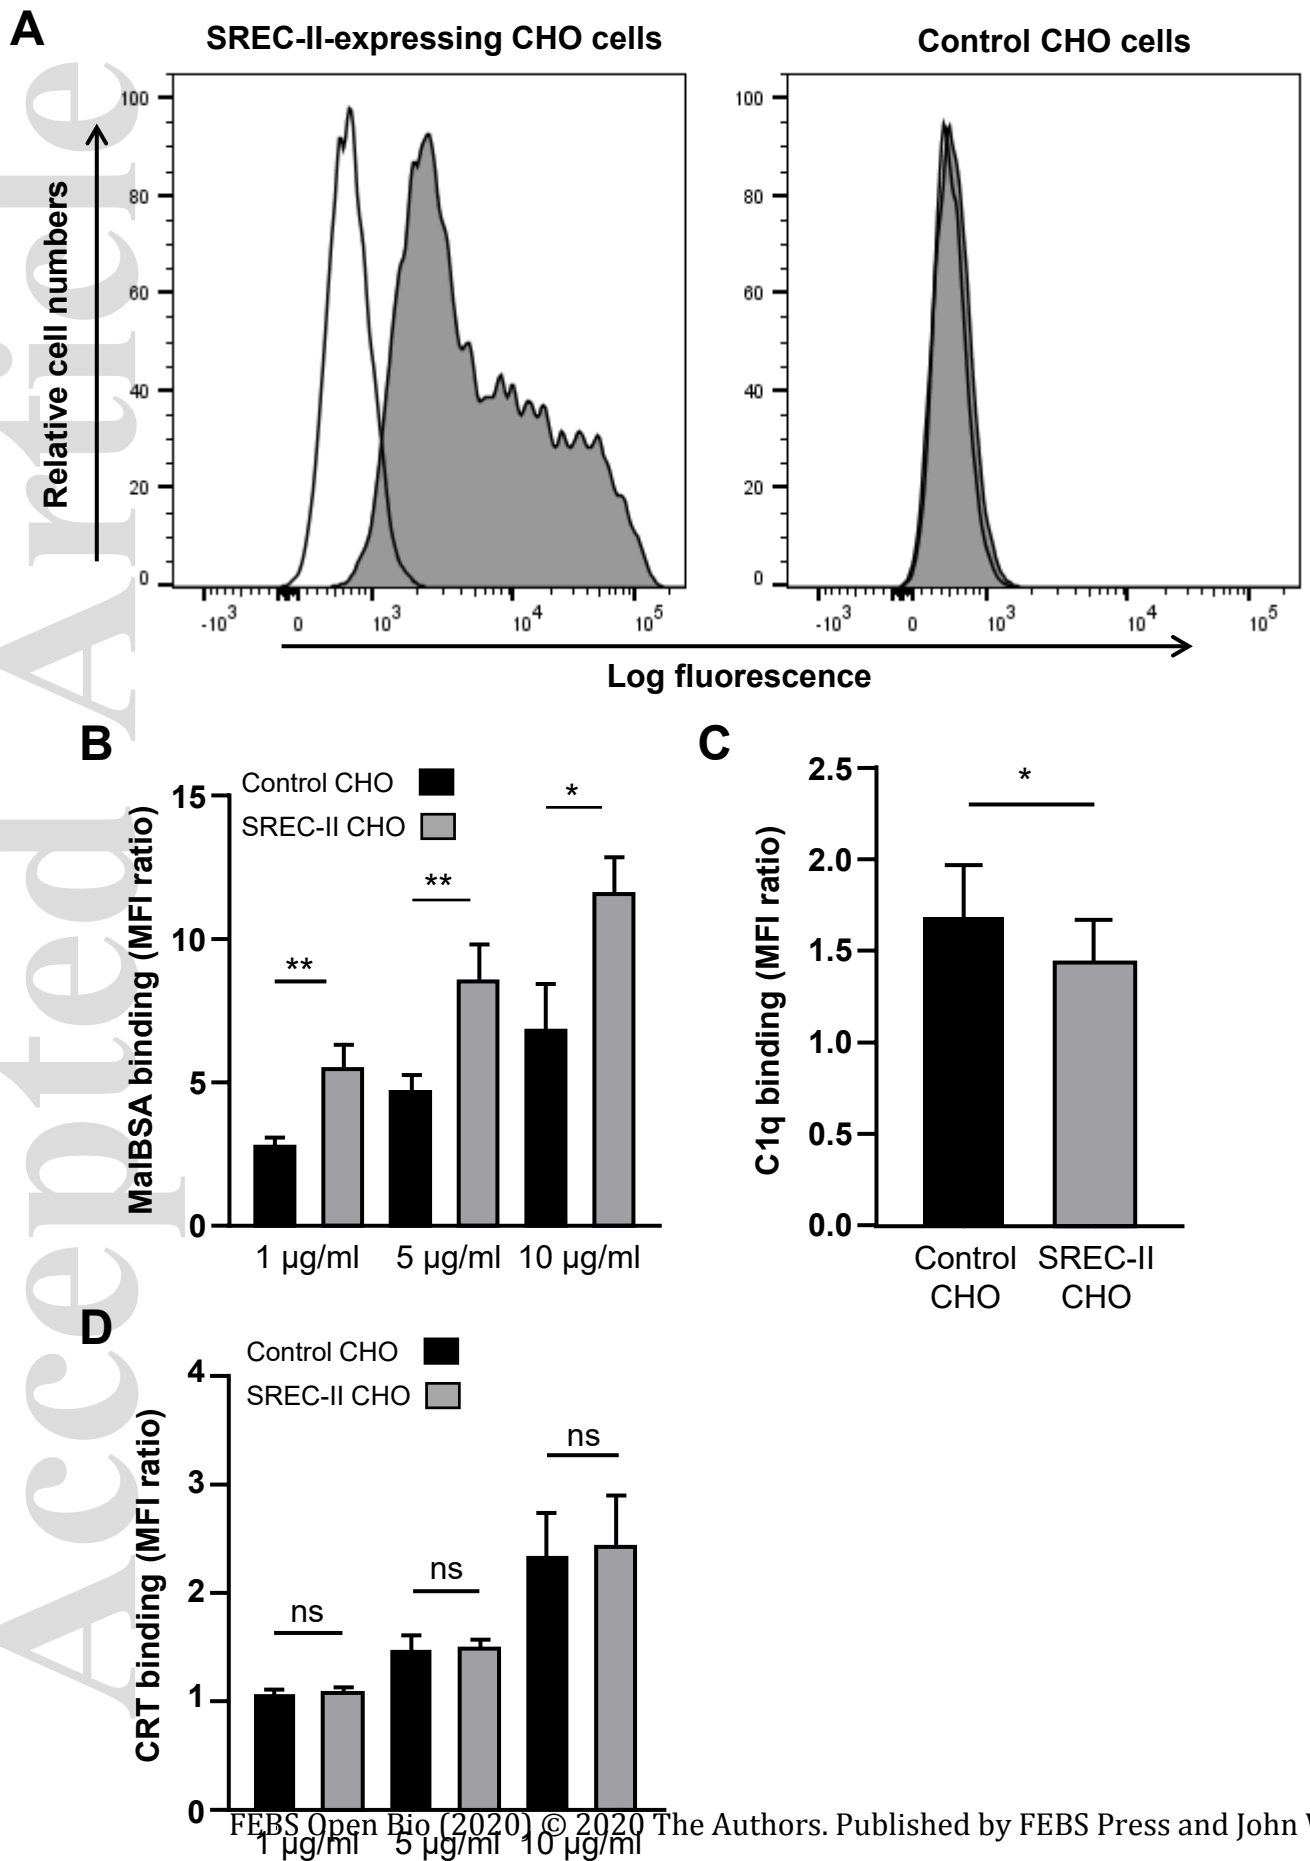 A
SREC-II-expressing CHO cells
Control CHO cells
Relative cell numbers
100
80
60
40
20
0
-10³ 0 10³ 10⁴ 10⁵
100
80
60
40
20
0
-10³ 0 10³ 10⁴ 10⁵
Log fluorescence
B
Control CHO
SREC-II CHO
MalBSA binding (MFI ratio)
15
10
5
0
**
**
*
1 µg/ml 5 µg/ml 10 µg/ml
C
C1q binding (MFI ratio)
2.5
2.0
1.5
1.0
0.5
0.0
*
Control CHO
SREC-II CHO
D
Control CHO
SREC-II CHO
CRT binding (MFI ratio)
4
3
2
1
0
ns
ns
ns
1 µg/ml 5 µg/ml 10 µg/ml
FEBS Open Bio (2020) © 2020 The Authors. Published by FEBS Press and John
Accepted Article